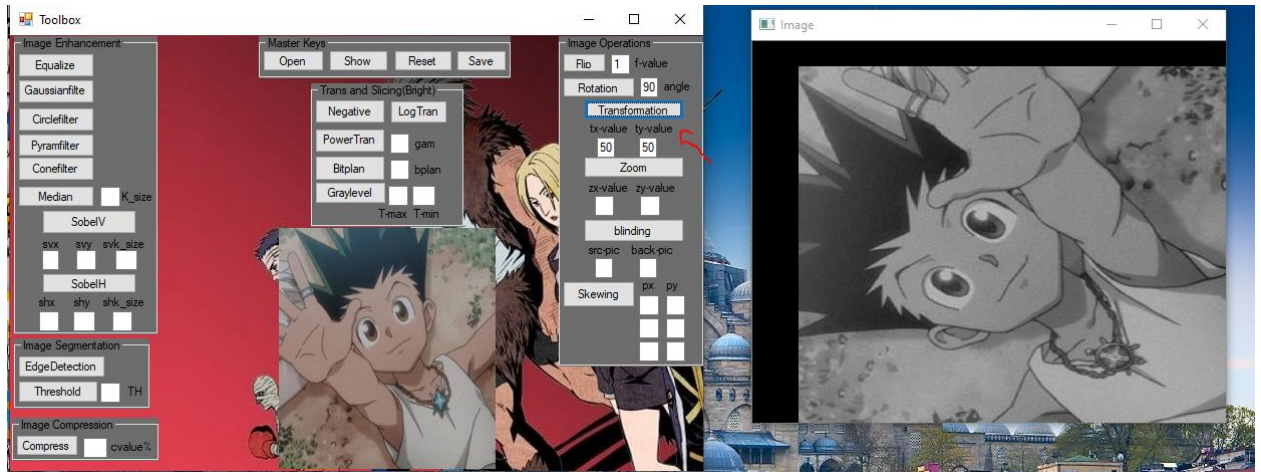 Toolbox
Image Enhancement
Equalize
Gaussianfilte
Circlefilter
Pyramfilter
Conefilter
Median K_size
SobelV
svx svy svk_size
SobelH
shx shy shk_size
Image Segmentation
EdgeDetection
Threshold TH
Image Compression
Compress cvalue%
Master Keys
Open Show Reset Save
Trans and Slicing(Bright)
Negative LogTran
PowerTran gam
Bitplan bplan
Graylevel
T-max T-min
Image Operations
Flip 1 f-value
Rotation 90 angle
Transformation
tx-value ty-value
50 50
Zoom
zx-value zy-value
blinding
src-pic back-pic
Skewing px py
Image